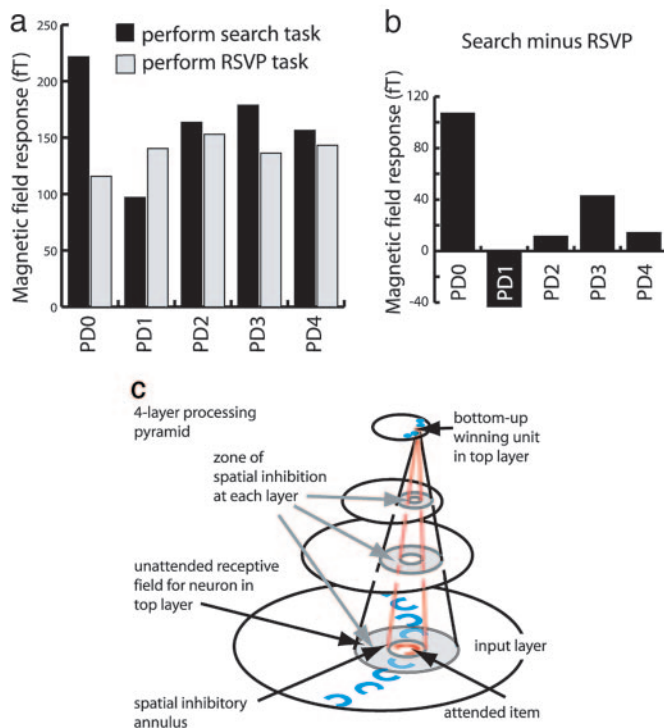 a
Magnetic field response (fT)
250
200
150
100
50
0
perform search task
perform RSVP task
PD0
PD1
PD2
PD3
PD4
b
Search minus RSVP
Magnetic field response (fT)
120
80
40
0
-40
PD0
PD1
PD2
PD3
PD4
c
4-layer processing
pyramid
bottom-up
winning unit
in top layer
zone of
spatial inhibition
at each layer
unattended receptive
field for neuron in
top layer
input layer
spatial inhibitory
annulus
attended item